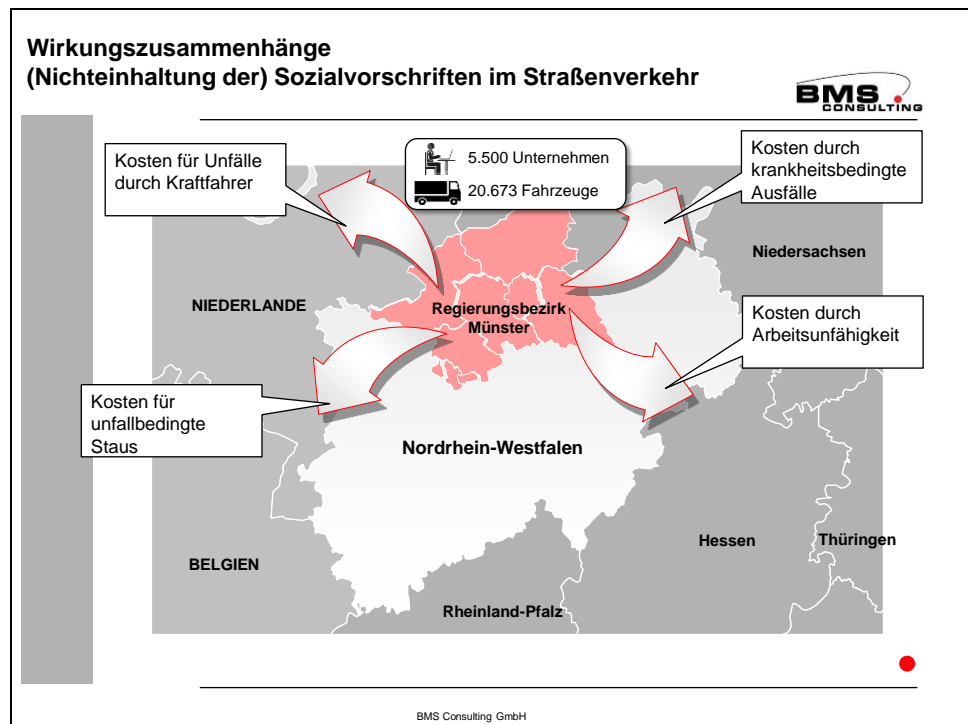 Wirkungszusammenhänge
(Nichteinhaltung der) Sozialvorschriften im Straßenverkehr
BMS
CONSULTING
Kosten für Unfälle
durch Kraftfahrer
5.500 Unternehmen
20.673 Fahrzeuge
Kosten durch
krankheitsbedingte
Ausfälle
Niedersachsen
NIEDERLANDE
Regierungsbezirk
Münster
Kosten durch
Arbeitsunfähigkeit
Kosten für
unfallbedingte
Staus
Nordrhein-Westfalen
Hessen
Thüringen
BELGIEN
Rheinland-Pfalz
BMS Consulting GmbH